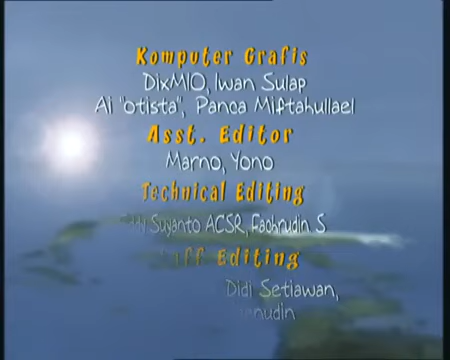 Komputer Grafis
DixMIO, Iwan Sulap
Ai "otista", Panca Miftahullael
Asst. Editor
Marno, Yono
Technical Editing
Suyanto ACSR, Fachrudin S
Editing
Didi Setiawan,